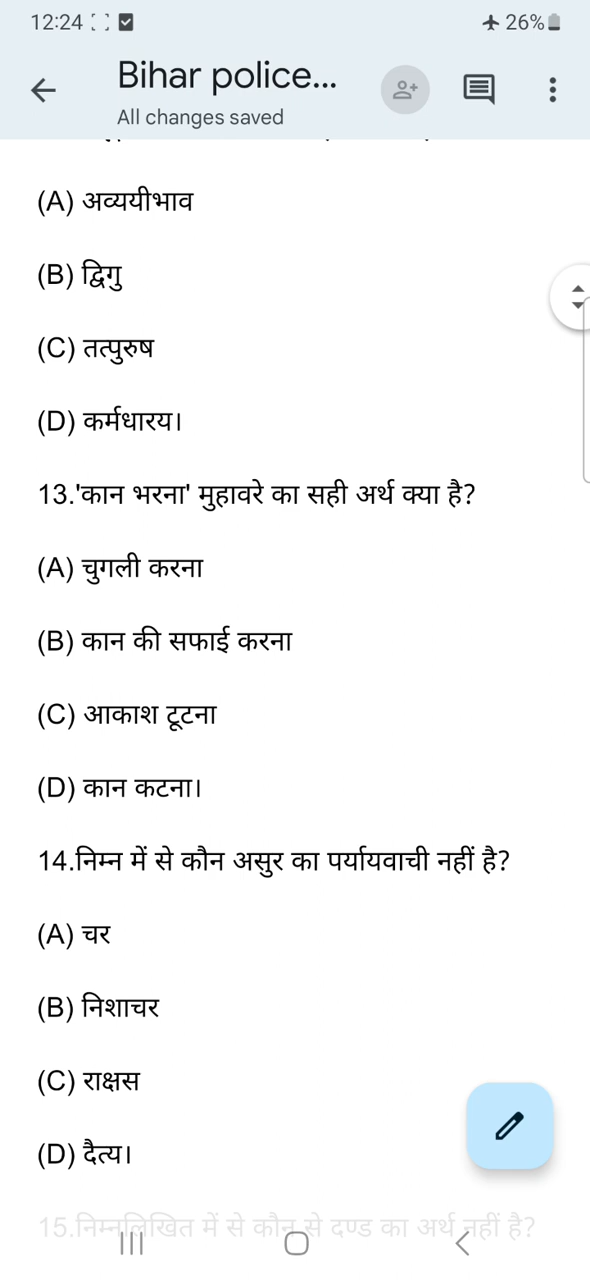 12:24
26%
Bihar police...
All changes saved
(A) अव्ययीभाव
(B) द्विगु
(C) तत्पुरुष
(D) कर्मधारय।
13.'कान भरना' मुहावरे का सही अर्थ क्या है?
(A) चुगली करना
(B) कान की सफाई करना
(C) आकाश टूटना
(D) कान कटना।
14.निम्न में से कौन असुर का पर्यायवाची नहीं है?
(A) चर
(B) निशाचर
(C) राक्षस
(D) दैत्य।
15.निम्नलिखित में से कौन से दण्ड का अर्थ नहीं है?